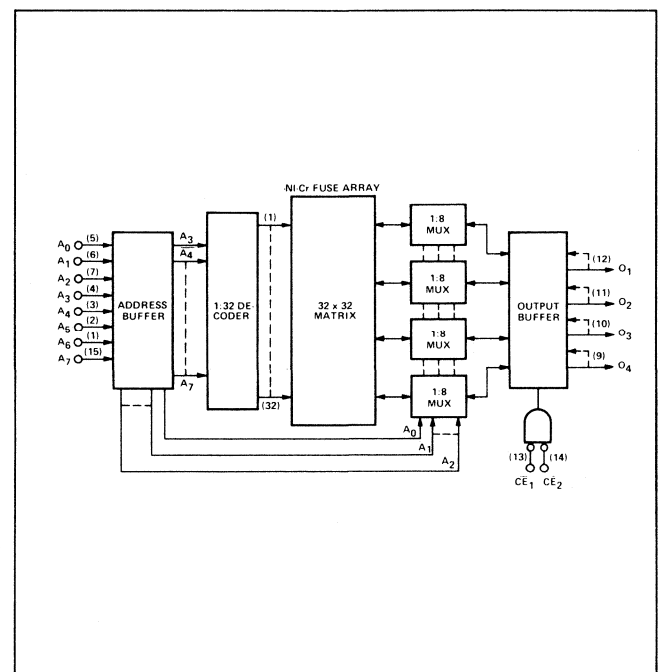 ·NI-Cr FUSE ARRAY
A0 (5)
A1 (6)
A2 (7)
A3 (4)
A4 (3)
A5 (2)
A6 (1)
A7 (15)
ADDRESS
BUFFER
A3
A4
A7
1:32 DE-
CODER
(1)
(32)
32 x 32
MATRIX
1:8
MUX
1:8
MUX
1:8
MUX
1:8
MUX
A0
A1
A2
OUTPUT
BUFFER
(12) O1
(11) O2
(10) O3
(9) O4
(13) (14)
C̅E̅1 C̅E̅2